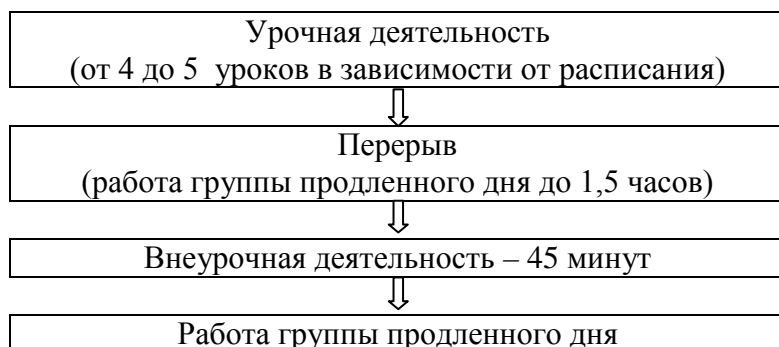 Урочная деятельность
(от 4 до 5 уроков в зависимости от расписания)
Перерыв
(работа группы продленного дня до 1,5 часов)
Внеурочная деятельность – 45 минут
Работа группы продленного дня